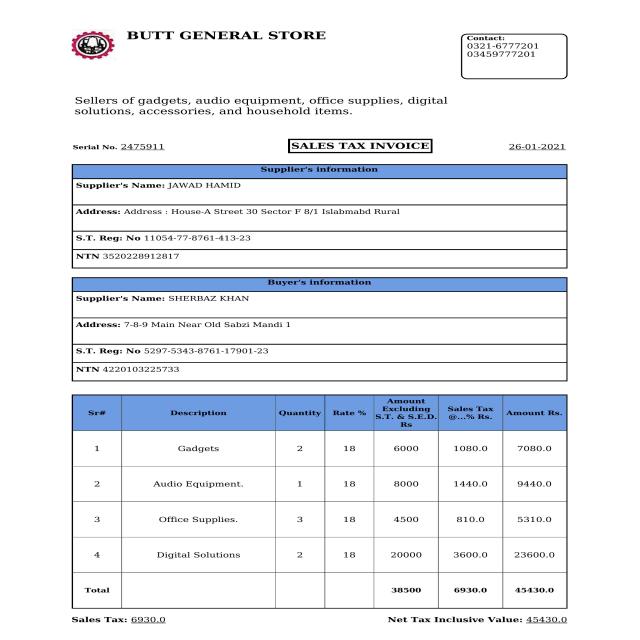 BUTT GENERAL STORE
Contact:
0321-6777201
03459777201
Sellers of gadgets, audio equipment, office supplies, digital
solutions, accessories, and household items.
Serial No. 2475911 SALES TAX INVOICE 26-01-2021
Supplier's information
Supplier's Name: JAWAD HAMID
Address: Address : House-A Street 30 Sector F 8/1 Islabmabd Rural
S.T. Reg: No 11054-77-8761-413-23
NTN 3520228912817
Buyer's information
Supplier's Name: SHERBAZ KHAN
Address: 7-8-9 Main Near Old Sabzi Mandi 1
S.T. Reg: No 5297-5343-8761-17901-23
NTN 4220103225733
Sr# Description Quantity Rate % Amount Excluding S.T. & S.E.D. Rs Sales Tax @...% Rs. Amount Rs.
1 Gadgets 2 18 6000 1080.0 7080.0
2 Audio Equipment. 1 18 8000 1440.0 9440.0
3 Office Supplies. 3 18 4500 810.0 5310.0
4 Digital Solutions 2 18 20000 3600.0 23600.0
Total 38500 6930.0 45430.0
Sales Tax: 6930.0 Net Tax Inclusive Value: 45430.0